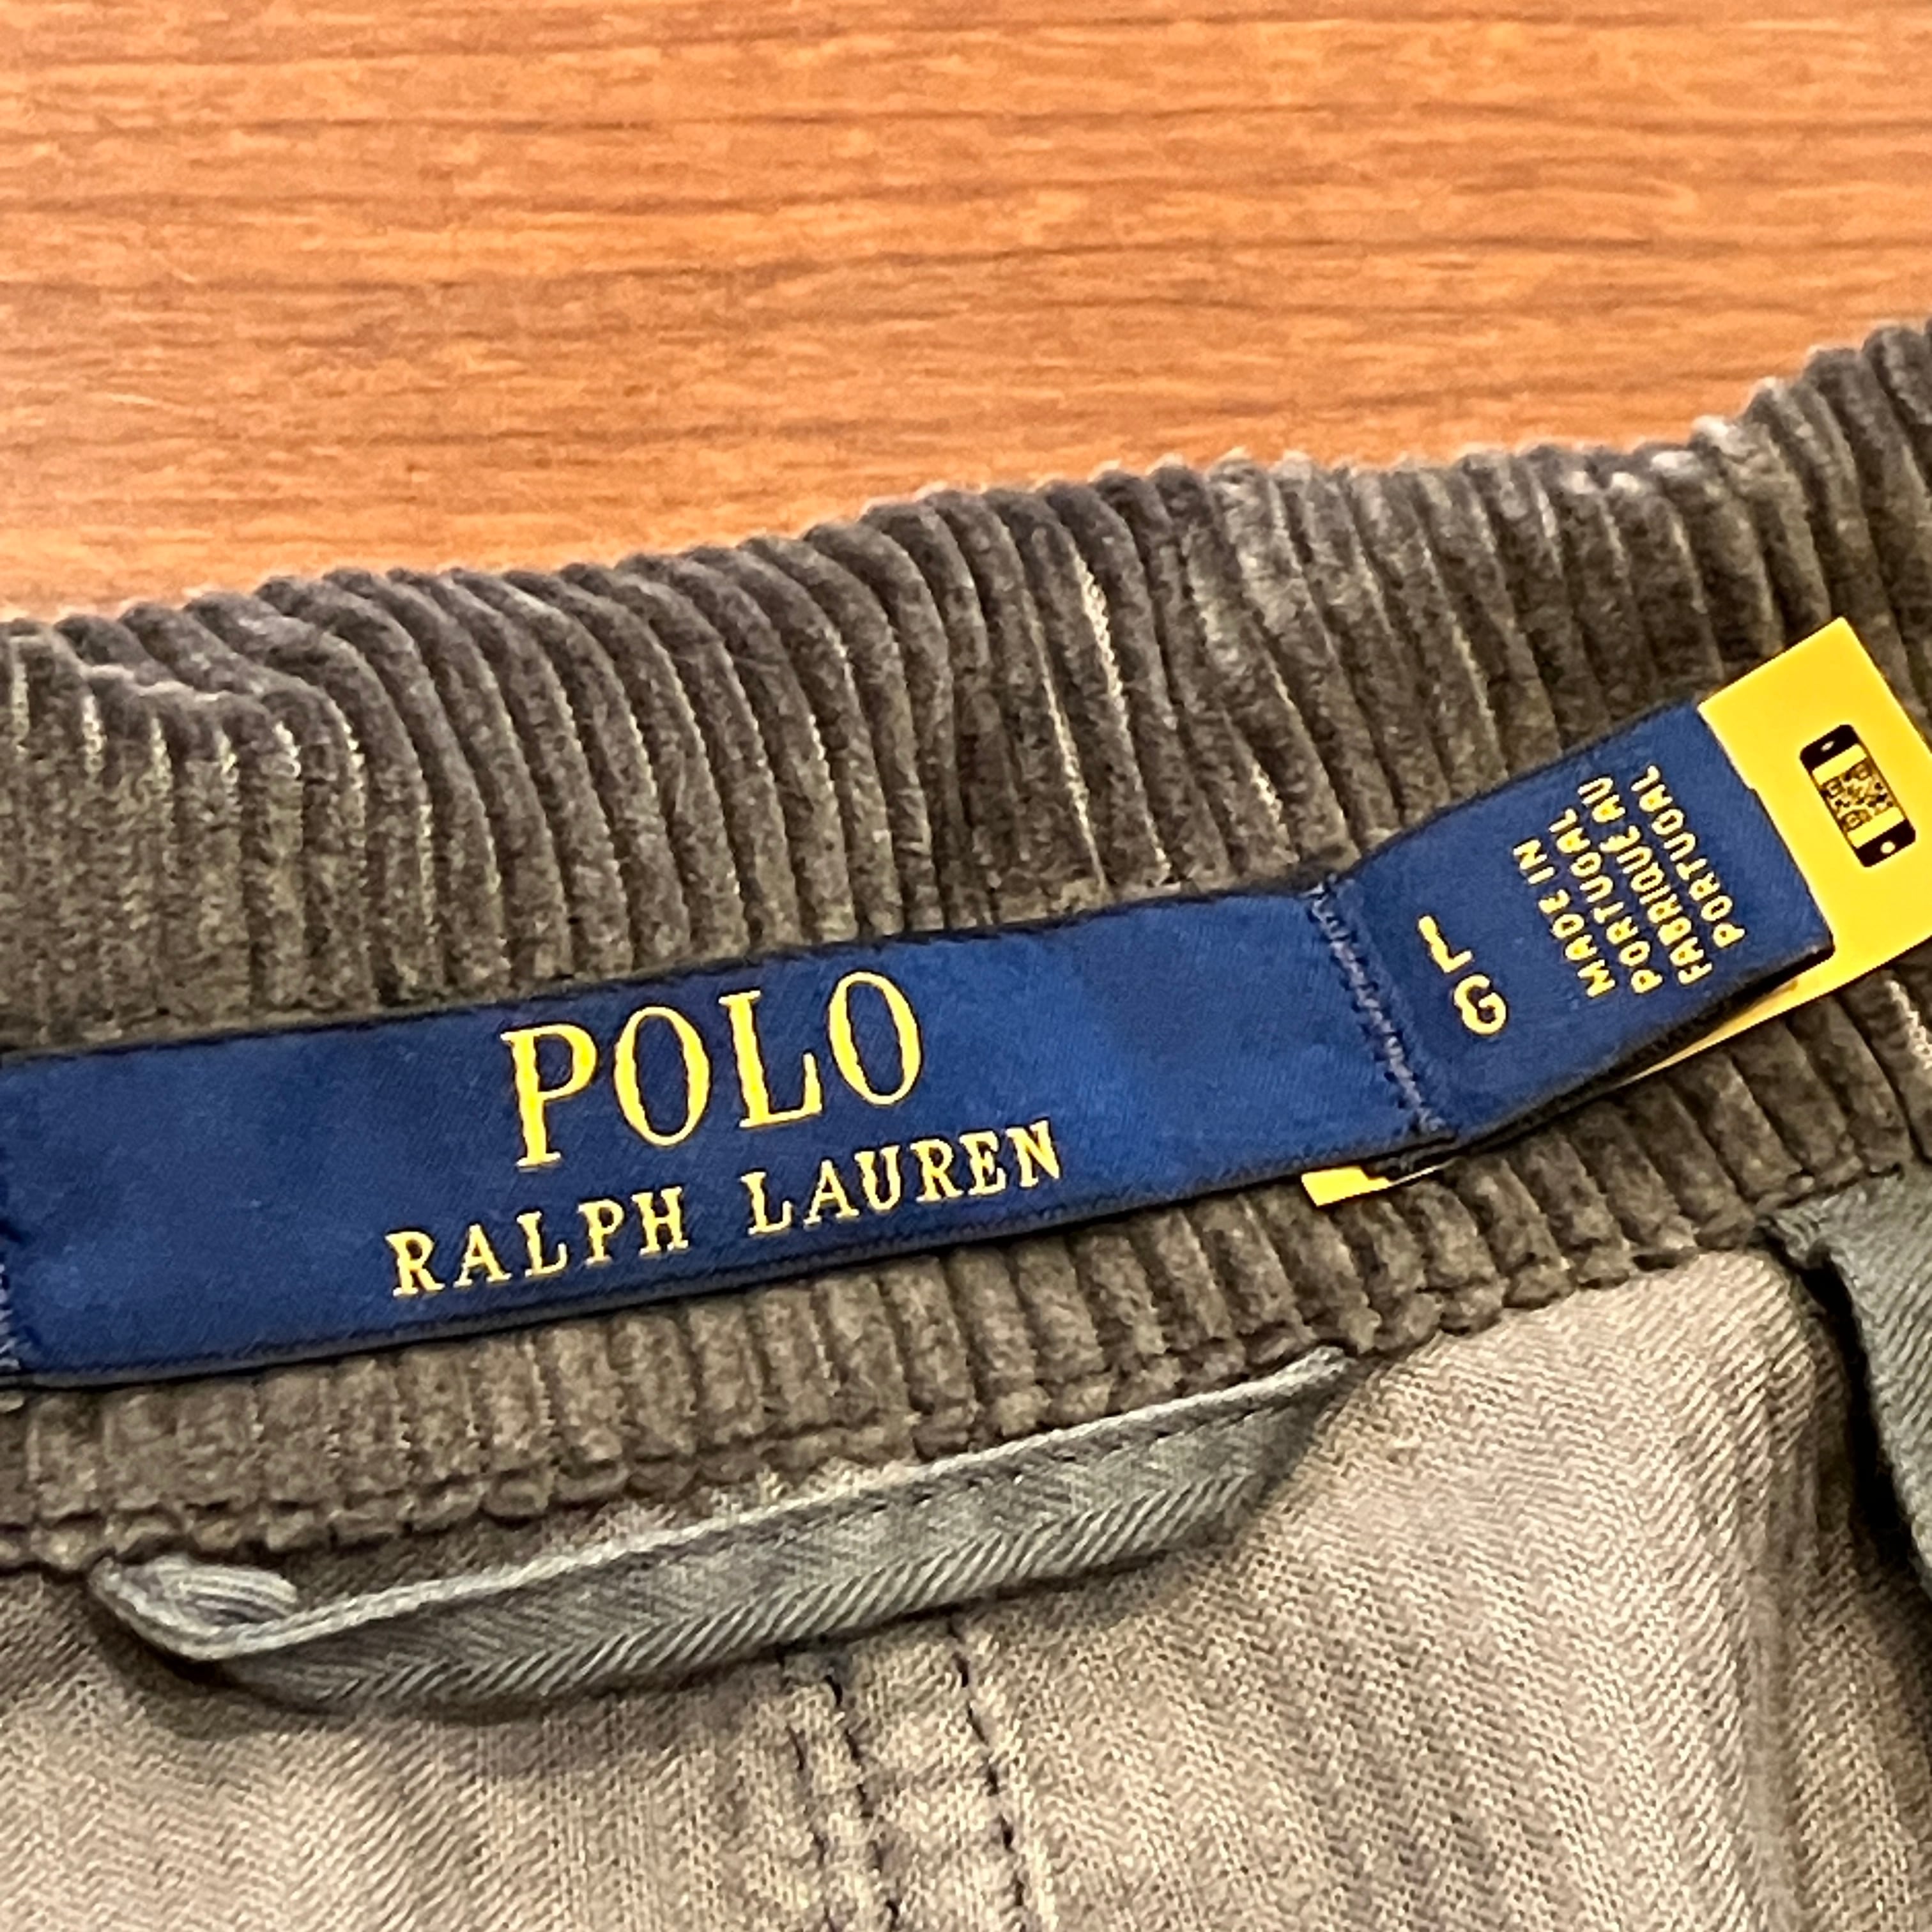 POLO
RALPH LAUREN
L
G
MADE IN
PORTUGAL
FABRIQUÉ AU
PORTUGAL